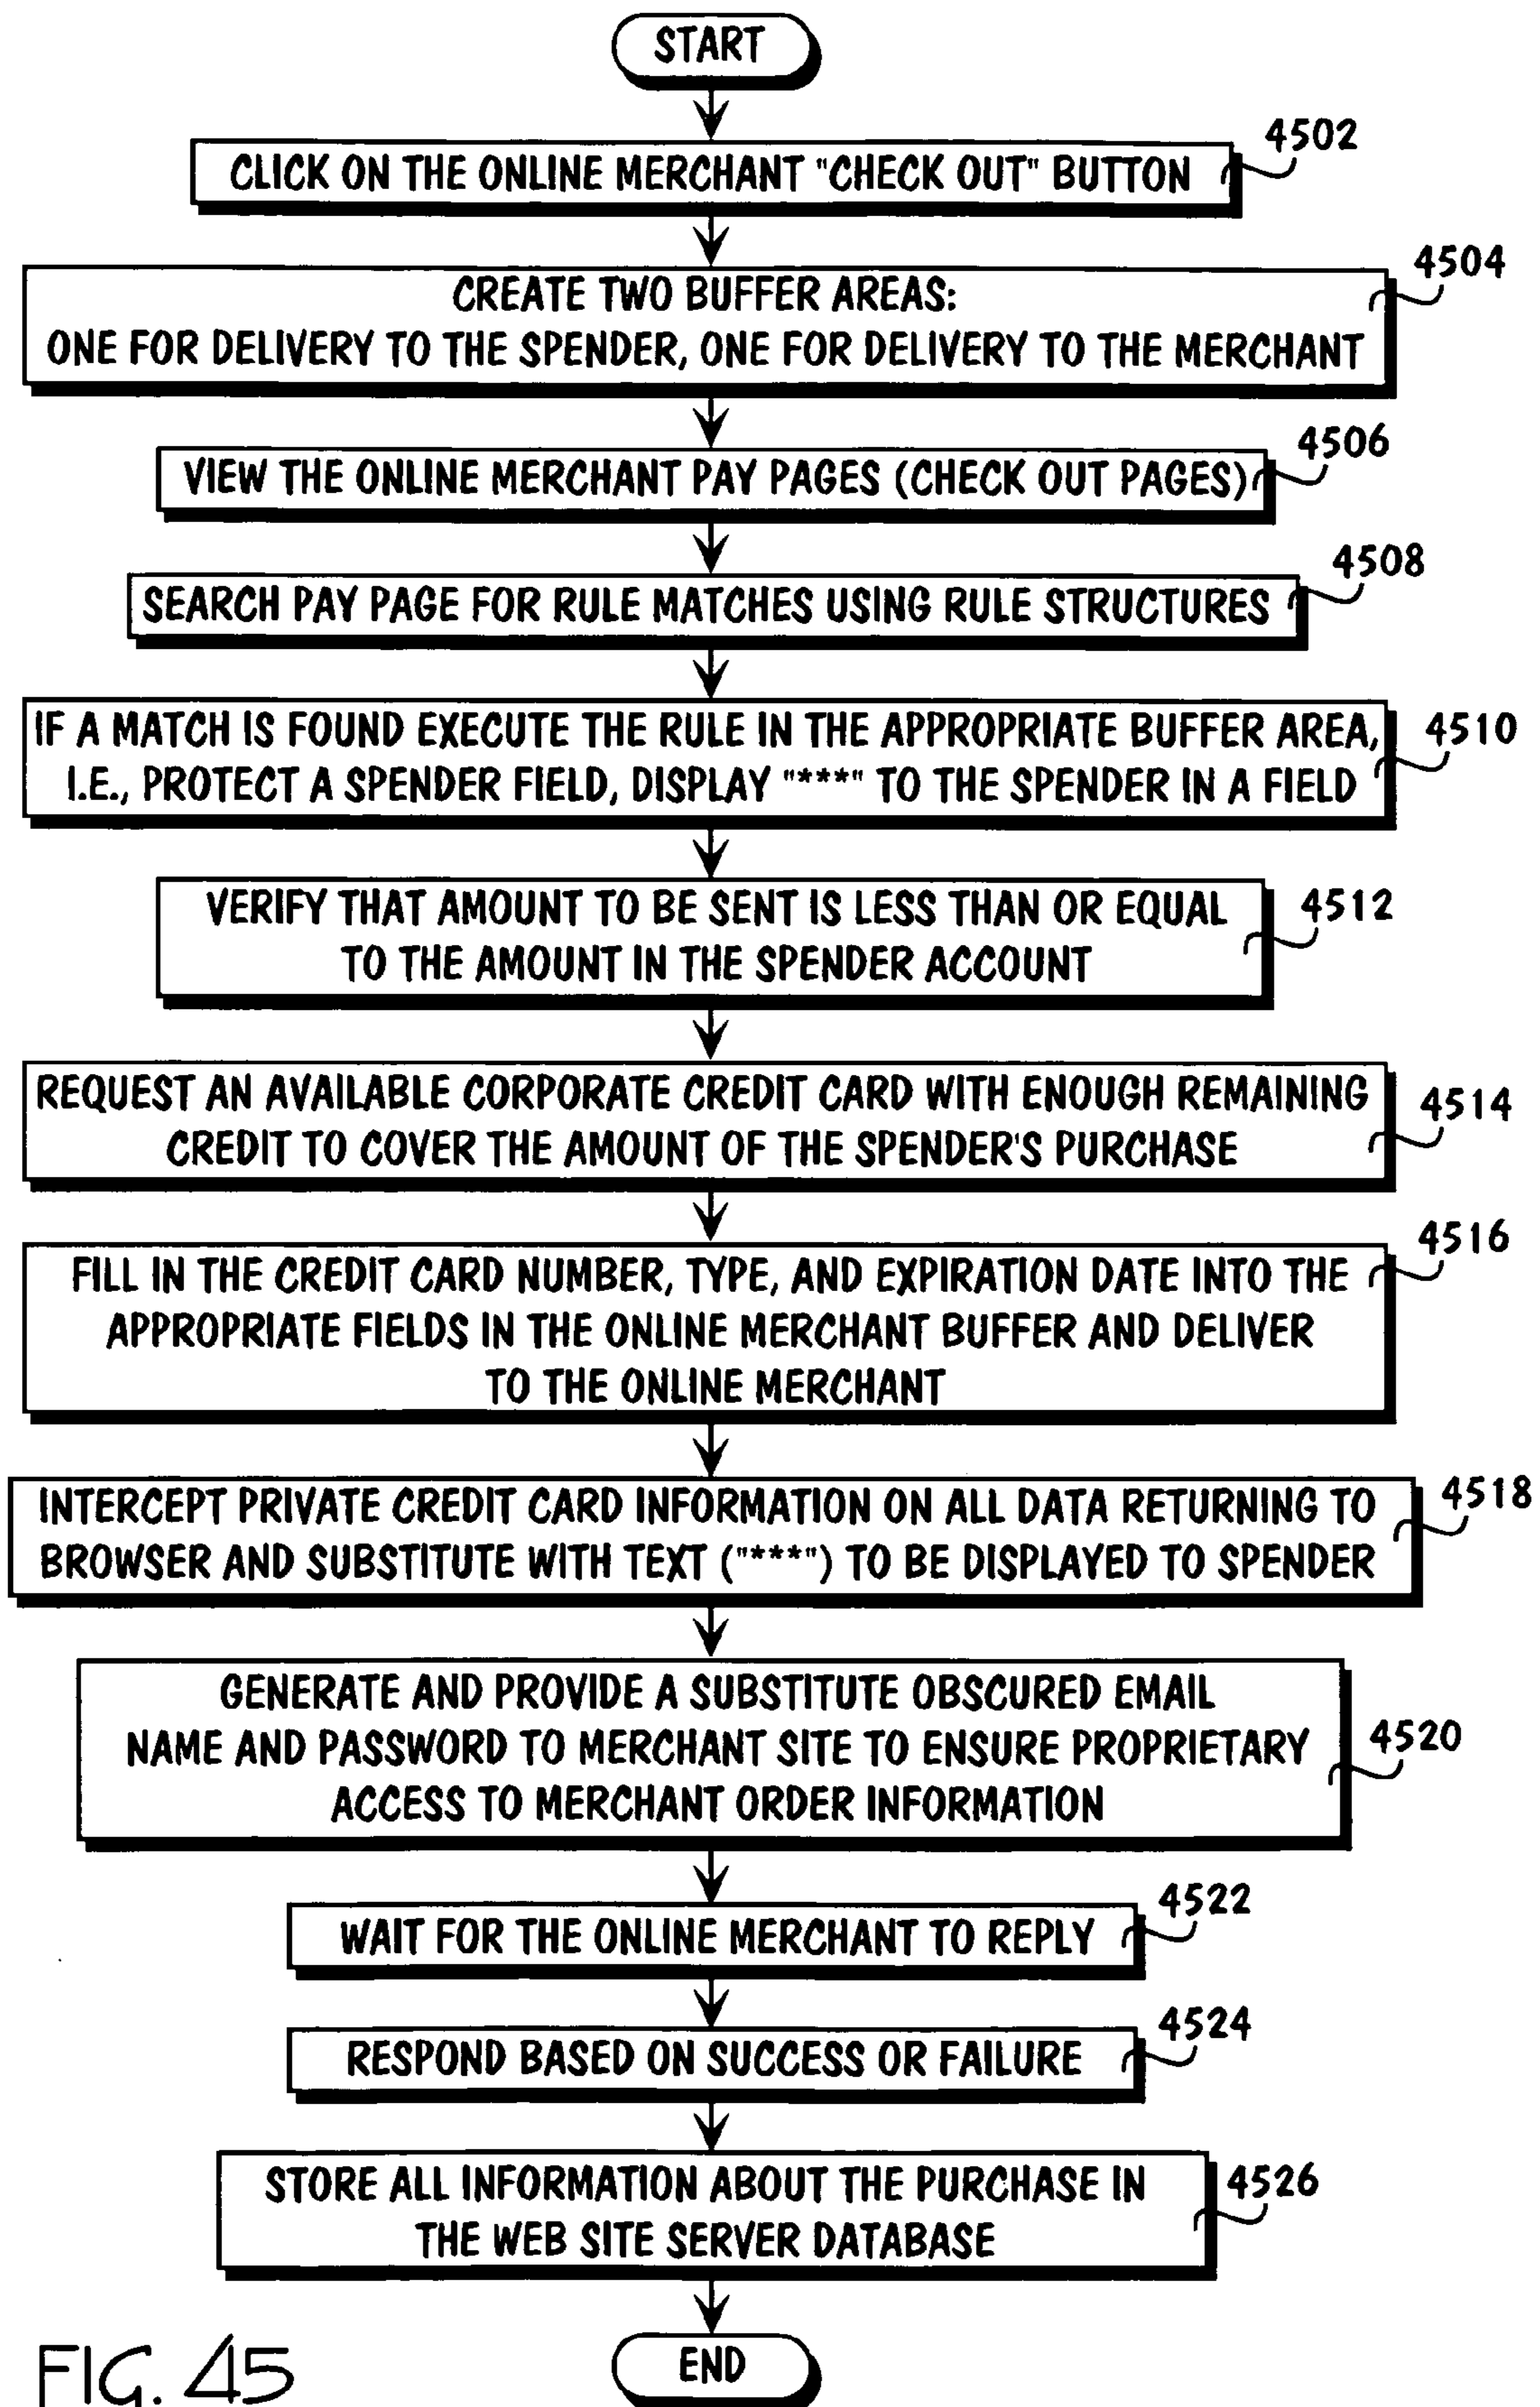 START
4502
CLICK ON THE ONLINE MERCHANT "CHECK OUT" BUTTON
4504
CREATE TWO BUFFER AREAS:
ONE FOR DELIVERY TO THE SPENDER, ONE FOR DELIVERY TO THE MERCHANT
4506
VIEW THE ONLINE MERCHANT PAY PAGES (CHECK OUT PAGES)
4508
SEARCH PAY PAGE FOR RULE MATCHES USING RULE STRUCTURES
IF A MATCH IS FOUND EXECUTE THE RULE IN THE APPROPRIATE BUFFER AREA,
4510
I.E., PROTECT A SPENDER FIELD, DISPLAY "***" TO THE SPENDER IN A FIELD
VERIFY THAT AMOUNT TO BE SENT IS LESS THAN OR EQUAL
4512
TO THE AMOUNT IN THE SPENDER ACCOUNT
REQUEST AN AVAILABLE CORPORATE CREDIT CARD WITH ENOUGH REMAINING
4514
CREDIT TO COVER THE AMOUNT OF THE SPENDER'S PURCHASE
4516
FILL IN THE CREDIT CARD NUMBER, TYPE, AND EXPIRATION DATE INTO THE
APPROPRIATE FIELDS IN THE ONLINE MERCHANT BUFFER AND DELIVER
TO THE ONLINE MERCHANT
4518
INTERCEPT PRIVATE CREDIT CARD INFORMATION ON ALL DATA RETURNING TO
BROWSER AND SUBSTITUTE WITH TEXT ("***") TO BE DISPLAYED TO SPENDER
GENERATE AND PROVIDE A SUBSTITUTE OBSCURED EMAIL
NAME AND PASSWORD TO MERCHANT SITE TO ENSURE PROPRIETARY
4520
ACCESS TO MERCHANT ORDER INFORMATION
4522
WAIT FOR THE ONLINE MERCHANT TO REPLY
4524
RESPOND BASED ON SUCCESS OR FAILURE
STORE ALL INFORMATION ABOUT THE PURCHASE IN
4526
THE WEB SITE SERVER DATABASE
END
FIG. 45